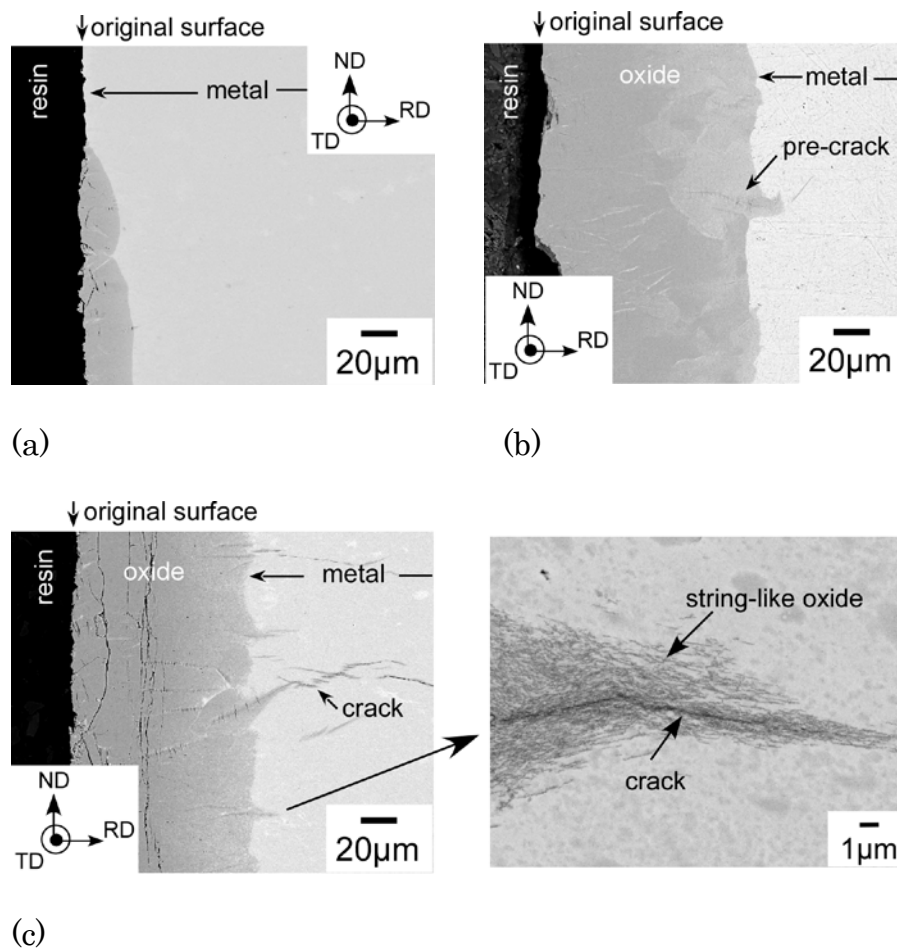 original surface
resin
metal
ND
TD
RD
20µm
(a)
original surface
resin
oxide
metal
pre-crack
ND
TD
RD
20µm
(b)
original surface
resin
oxide
metal
crack
ND
TD
RD
20µm
string-like oxide
crack
1µm
(c)